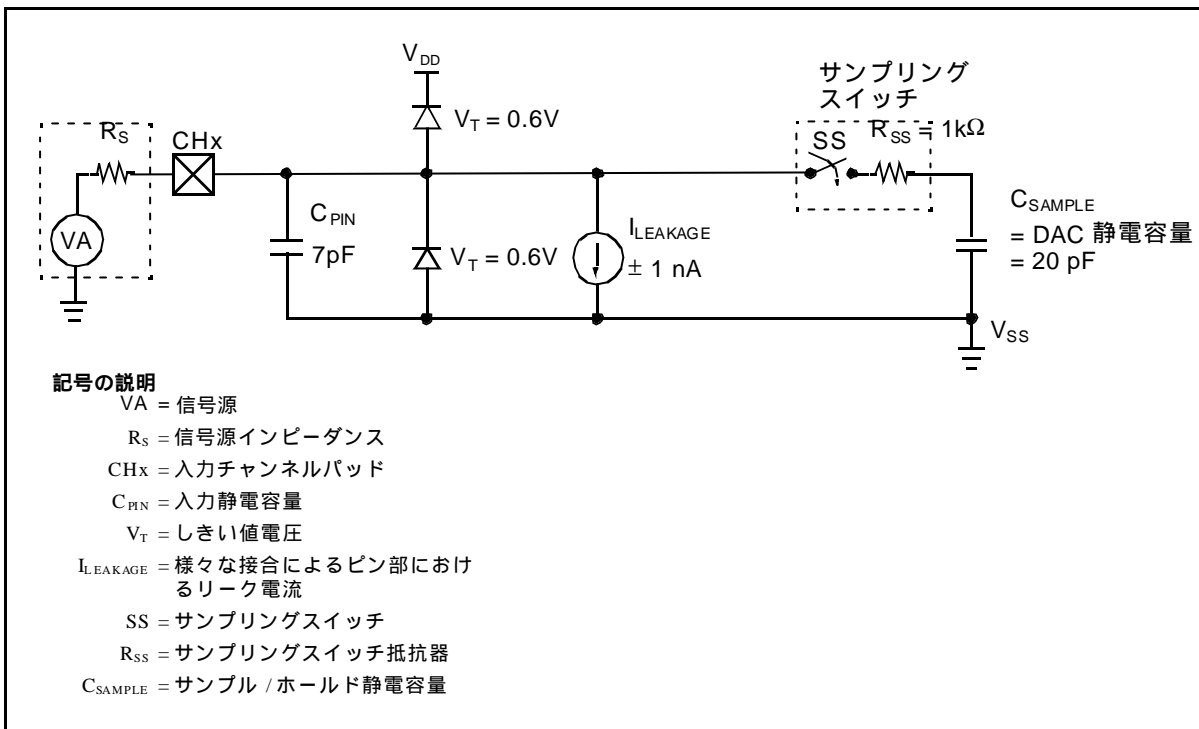 V_DD
サンプリング
スイッチ
V_T = 0.6V
R_S
CHx
SS
R_SS = 1kΩ
C_PIN
7pF
VA
V_T = 0.6V
I_LEAKAGE
± 1 nA
C_SAMPLE
= DAC 静電容量
= 20 pF
V_SS
記号の説明
VA = 信号源
R_S = 信号源インピーダンス
CHx = 入力チャンネルパッド
C_PIN = 入力静電容量
V_T = しきい値電圧
I_LEAKAGE = 様々な接合によるピン部におけ
るリーク電流
SS = サンプリングスイッチ
R_SS = サンプリングスイッチ抵抗器
C_SAMPLE = サンプル / ホールド静電容量